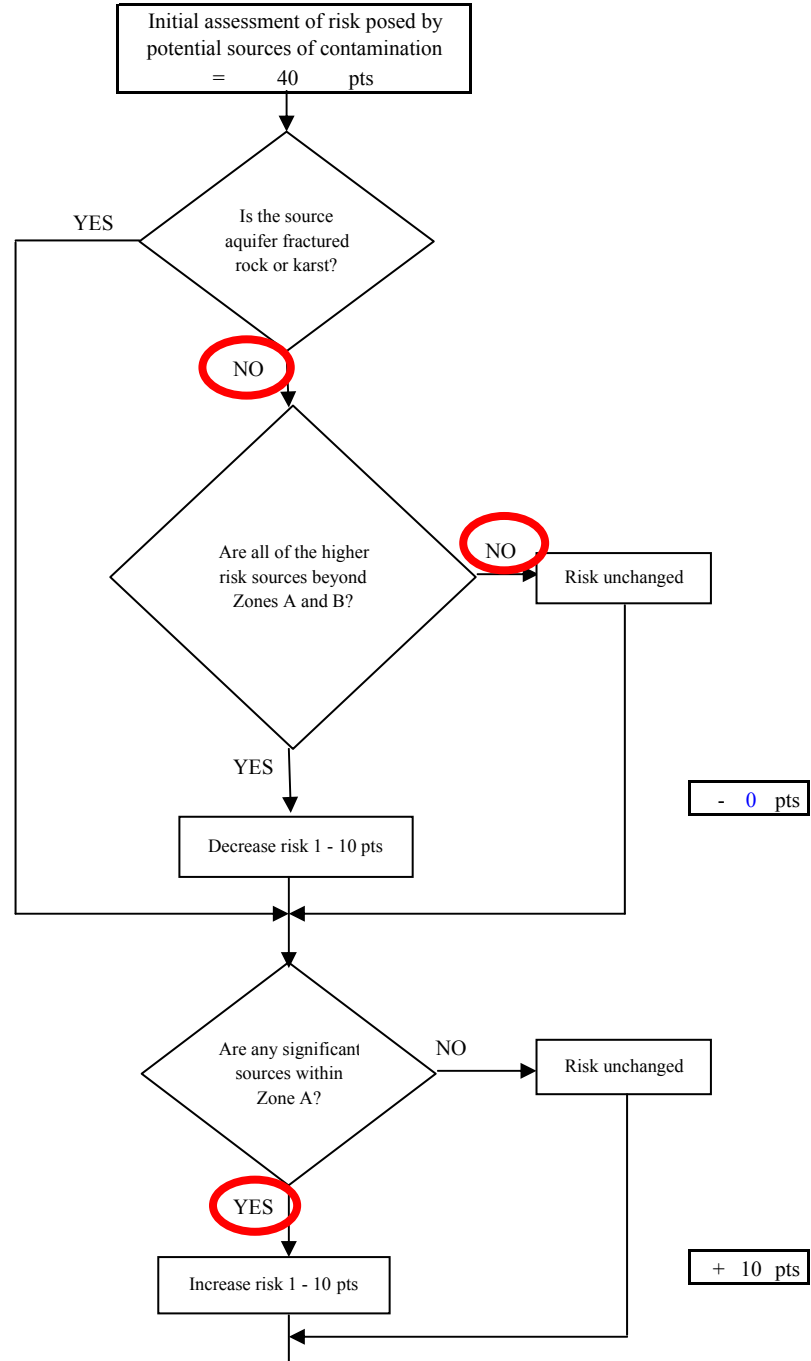 Initial assessment of risk posed by
potential sources of contamination
= 40 pts
YES
Is the source
aquifer fractured
rock or karst?
NO
Are all of the higher
risk sources beyond
Zones A and B?
NO
Risk unchanged
YES
- 0 pts
Decrease risk 1 - 10 pts
Are any significant
sources within
Zone A?
NO
Risk unchanged
YES
+ 10 pts
Increase risk 1 - 10 pts